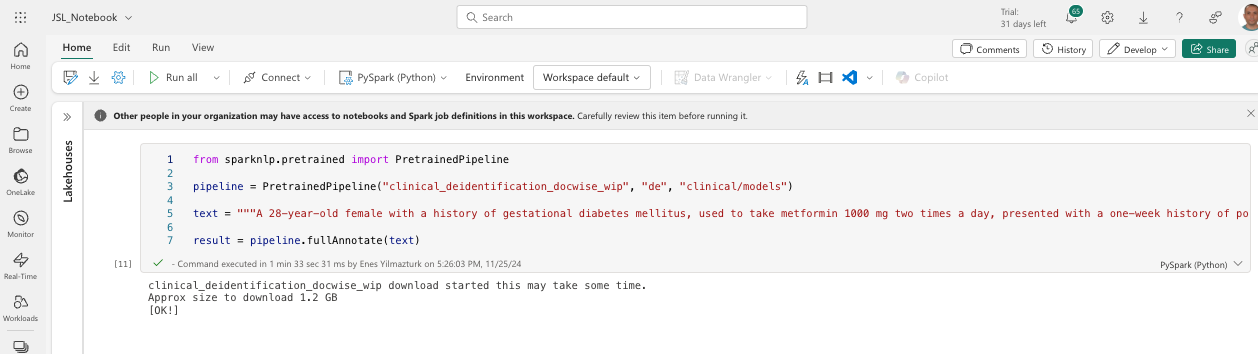 JSL_Notebook
Search
Trial:
31 days left
65
Home Edit Run View
Comments History Develop Share
Run all Connect PySpark (Python) Environment Workspace default Data Wrangler Copilot
Home
Create
Browse
OneLake
Monitor
Real-Time
Workloads
Lakehouses
Other people in your organization may have access to notebooks and Spark job definitions in this workspace. Carefully review this item before running it.
1 from sparknlp.pretrained import PretrainedPipeline
2
3 pipeline = PretrainedPipeline("clinical_deidentification_docwise_wip", "de", "clinical/models")
4
5 text = """A 28-year-old female with a history of gestational diabetes mellitus, used to take metformin 1000 mg two times a day, presented with a one-week history of po
6
7 result = pipeline.fullAnnotate(text)
[11] - Command executed in 1 min 33 sec 31 ms by Enes Yilmazturk on 5:26:03 PM, 11/25/24 PySpark (Python)
clinical_deidentification_docwise_wip download started this may take some time.
Approx size to download 1.2 GB
[OK!]